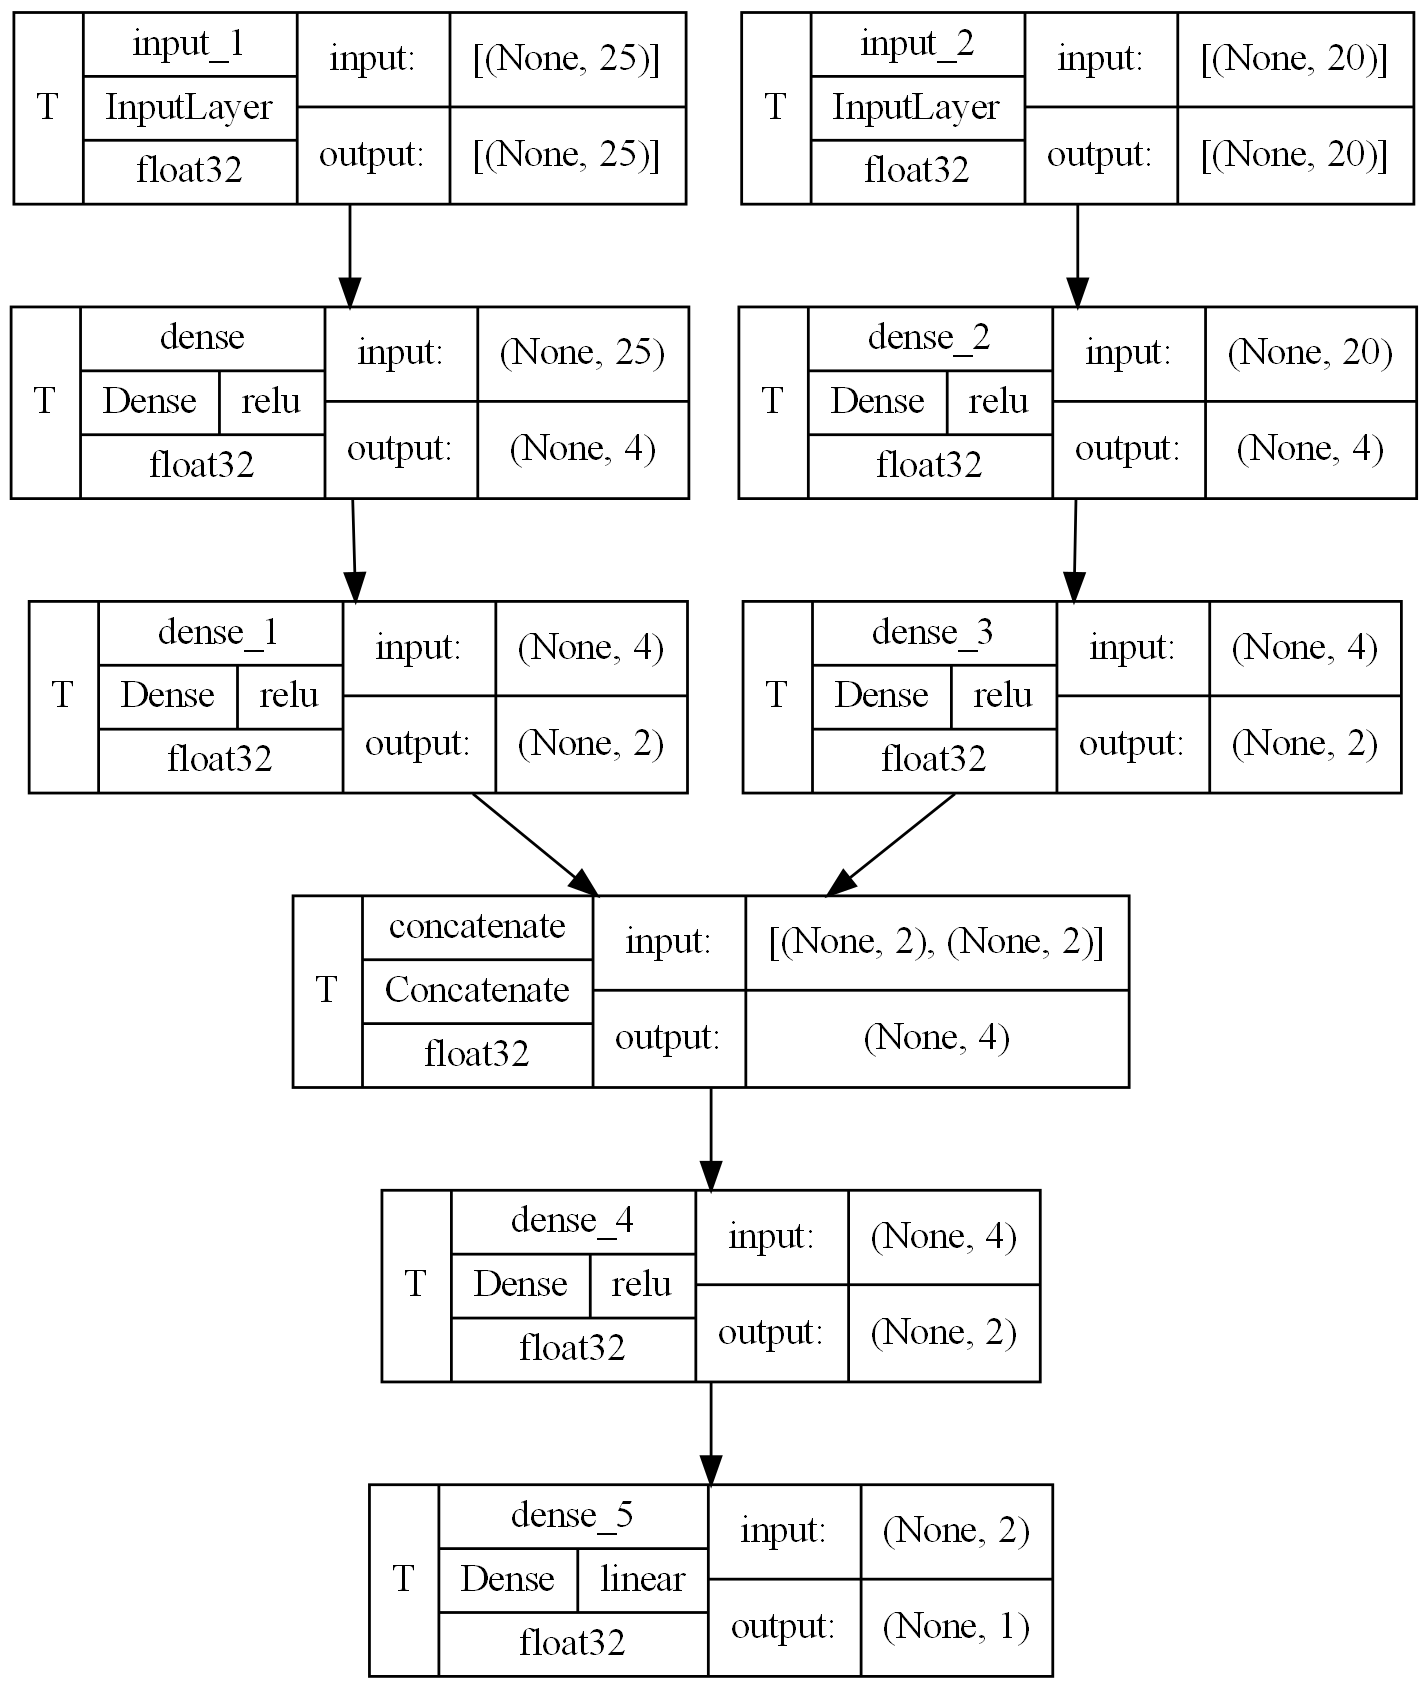 T
input_1
InputLayer
float32
input:
[(None, 25)]
output:
[(None, 25)]
T
input_2
InputLayer
float32
input:
[(None, 20)]
output:
[(None, 20)]
T
dense
Dense relu
float32
input:
(None, 25)
output:
(None, 4)
T
dense_2
Dense relu
float32
input:
(None, 20)
output:
(None, 4)
T
dense_1
Dense relu
float32
input:
(None, 4)
output:
(None, 2)
T
dense_3
Dense relu
float32
input:
(None, 4)
output:
(None, 2)
T
concatenate
Concatenate
float32
input:
[(None, 2), (None, 2)]
output:
(None, 4)
T
dense_4
Dense relu
float32
input:
(None, 4)
output:
(None, 2)
T
dense_5
Dense linear
float32
input:
(None, 2)
output:
(None, 1)